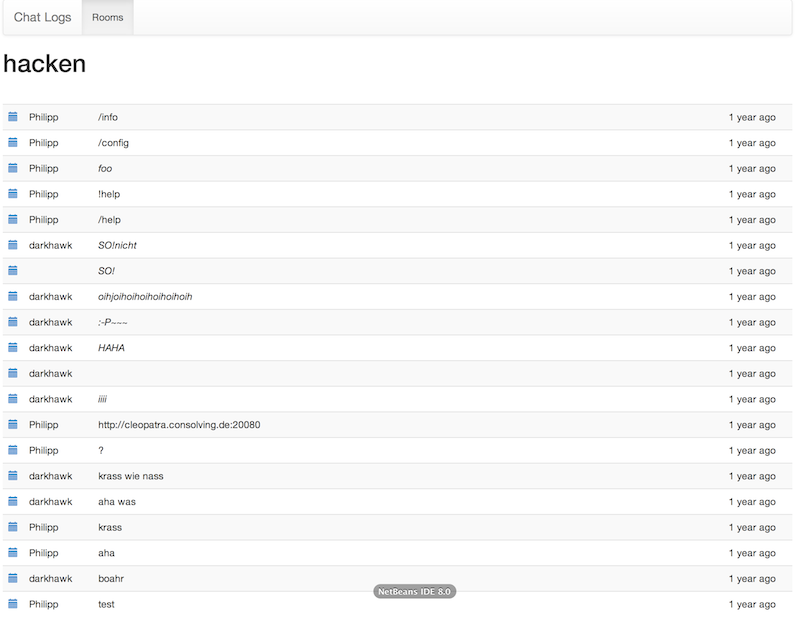 Chat Logs Rooms
hacken
Philipp /info 1 year ago
Philipp /config 1 year ago
Philipp foo 1 year ago
Philipp !help 1 year ago
Philipp /help 1 year ago
darkhawk SO!nicht 1 year ago
SO! 1 year ago
darkhawk oihjoihoihoihoihoihoih 1 year ago
darkhawk :-P~~~ 1 year ago
darkhawk HAHA 1 year ago
darkhawk 1 year ago
darkhawk iiii 1 year ago
Philipp http://cleopatra.consolving.de:20080 1 year ago
Philipp ? 1 year ago
darkhawk krass wie nass 1 year ago
darkhawk aha was 1 year ago
Philipp krass 1 year ago
Philipp aha 1 year ago
darkhawk boahr 1 year ago
NetBeans IDE 8.0
Philipp test 1 year ago